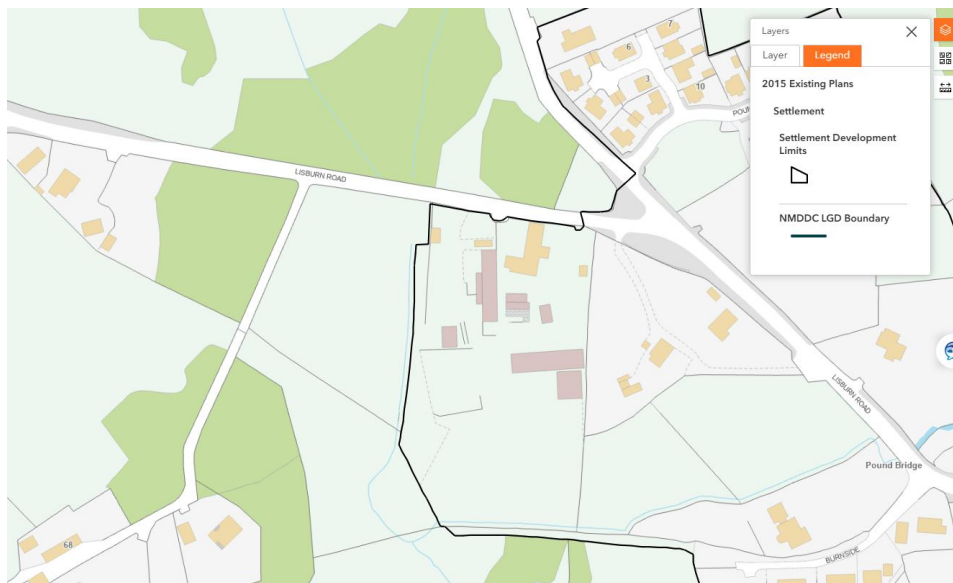 Layers
Layer
Legend
2015 Existing Plans
Settlement
Settlement Development
Limits
NMDDC LGD Boundary
7
6
3
10
LISBURN ROAD
LISBURN ROAD
Pound Bridge
BURNSIDE
68